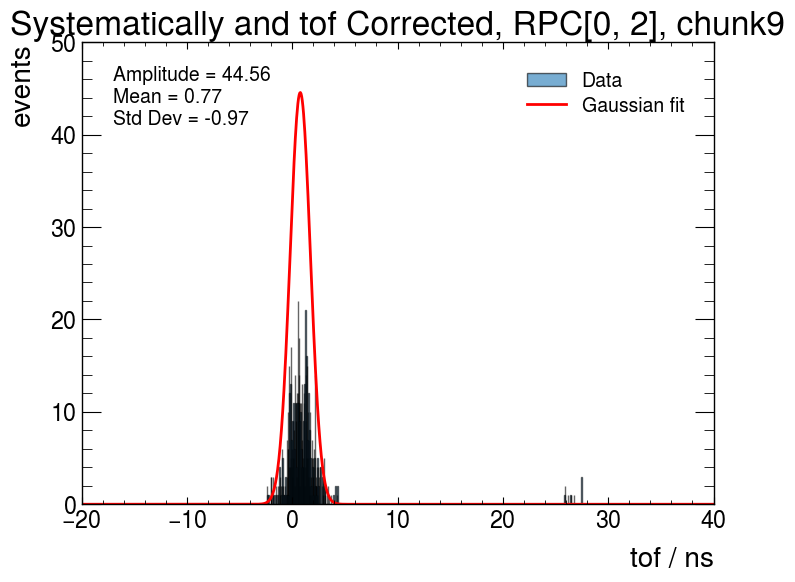 Systematically and tof Corrected, RPC[0, 2], chunk9
events
50
40
30
20
10
0
Amplitude = 44.56
Mean = 0.77
Std Dev = -0.97
Data
Gaussian fit
−20 −10 0 10 20 30 40
tof / ns